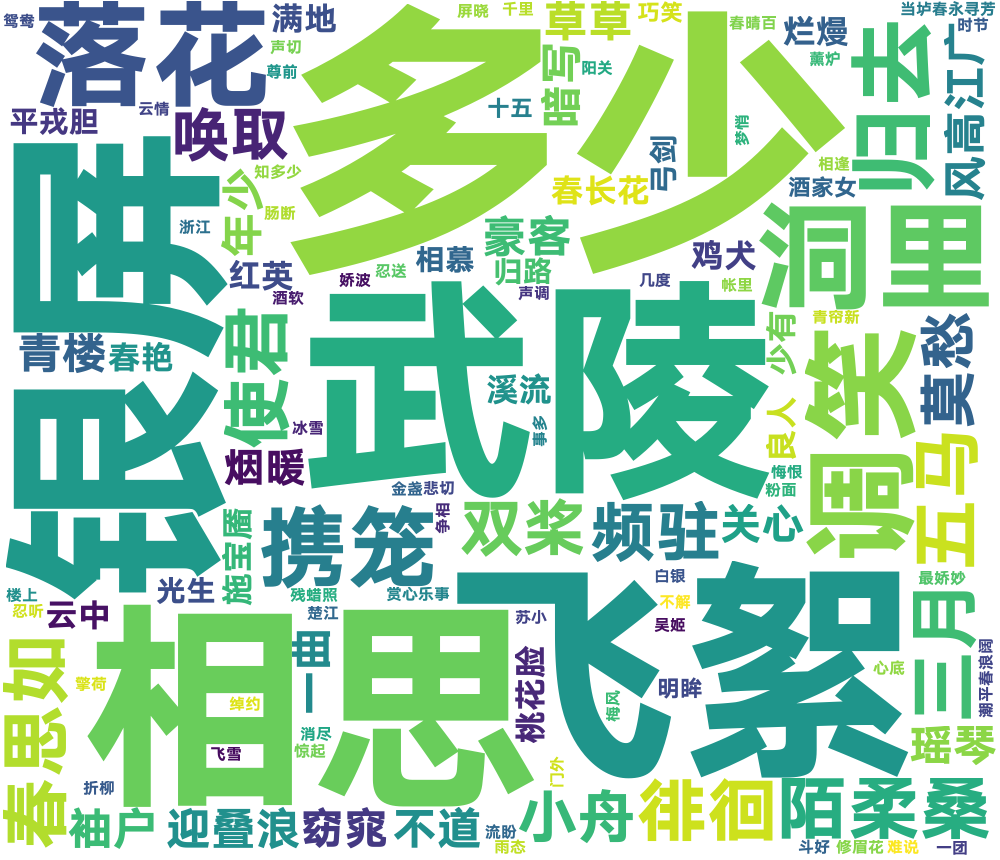 鸳鸯
落花
满地
声切
尊前
屏晓
千里
草草
巧笑
春晴百
烂熳
当垆春永寻芳
时节
多少
暗写
阳关
薰炉
归去
风高江广
平戎胆
云情
唤取
十五
弓剑
梦悄
相逢
知多少
年少
肠断
春长花
酒家女
浙江
银屏
豪客
相慕
归路
鸡犬
回
红英
娇波
忍送
酒软
声调
几度
帐里
青帘新
青楼
春艳
使君
武陵
溪流
少有
笑
莫愁
事多
良人
冰雪
烟暖
金盏悲切
悔恨
粉面
调
五马
施宝靥
携笼
争相
双桨
频驻
关心
光生
残蜡照
赏心乐事
白银
最娇妙
楼上
忍听
云中
楚江
苏小
不解
吴姬
三月
相思
一曲
飞絮
桃花脸
明眸
心底
潮平春浪阔
春思如
擎荷
绰约
梅风
消尽
惊起
飞雪
瑶琴
折柳
门外
袖户
迎叠浪
窈窕
不道
流盼
雨态
小舟
徘徊
陌柔桑
斗好
修眉花
难说
一团